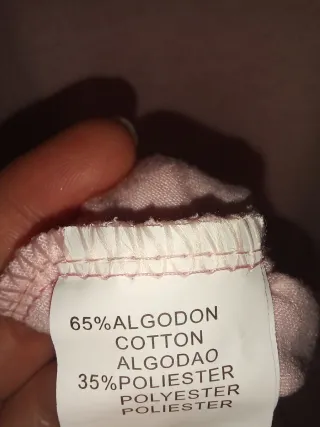 65%ALGODON
COTTON
ALGODAO
35%POLIESTER
POLYESTER
POLIESTER